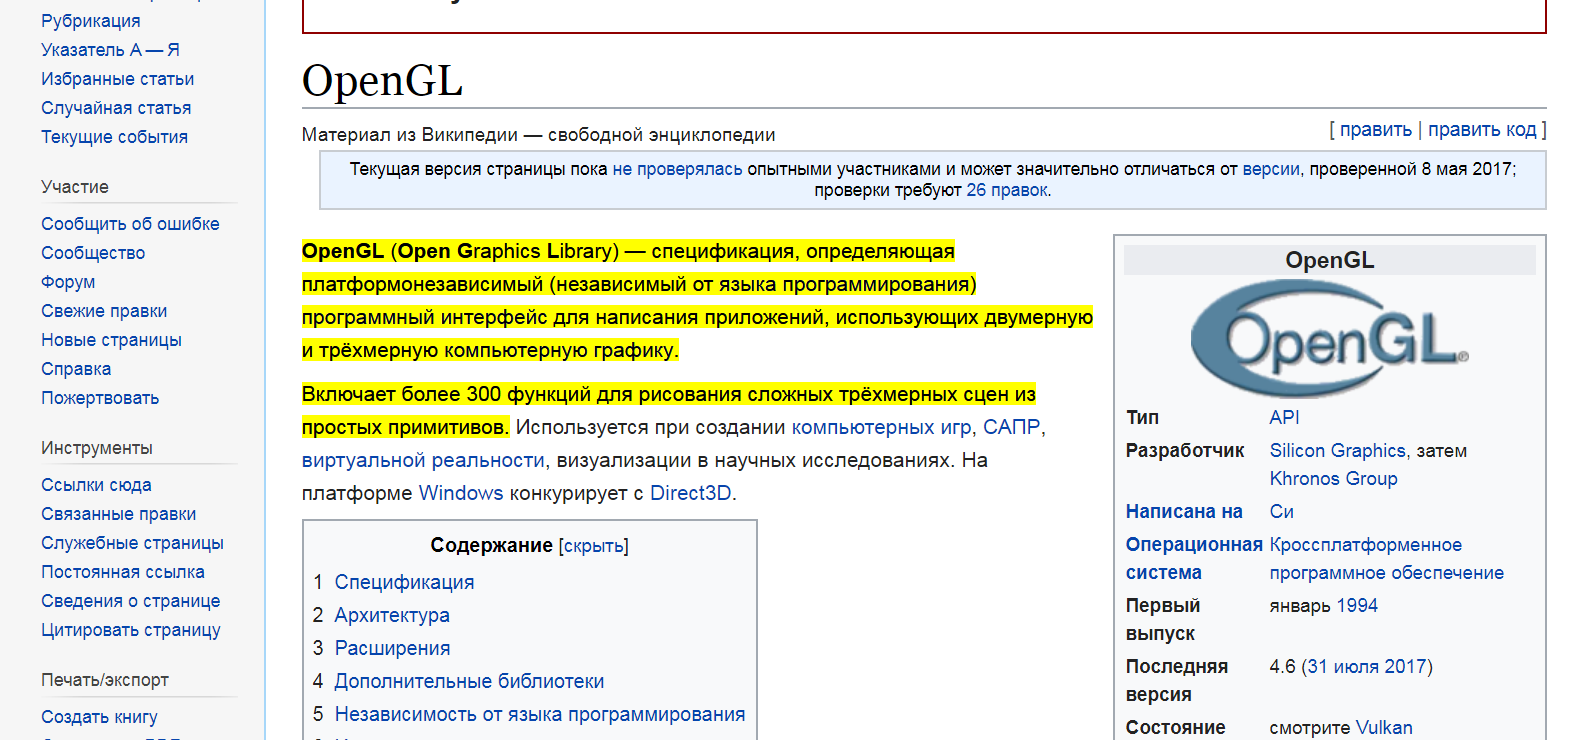 Рубрикация
Указатель А — Я
Избранные статьи
Случайная статья
Текущие события
Участие
Сообщить об ошибке
Сообщество
Форум
Свежие правки
Новые страницы
Справка
Пожертвовать
Инструменты
Ссылки сюда
Связанные правки
Служебные страницы
Постоянная ссылка
Сведения о странице
Цитировать страницу
Печать/экспорт
Создать книгу
OpenGL
Материал из Википедии — свободной энциклопедии
[ править | править код ]
Текущая версия страницы пока не проверялась опытными участниками и может значительно отличаться от версии, проверенной 8 мая 2017;
проверки требуют 26 правок.
OpenGL (Open Graphics Library) — спецификация, определяющая
платформонезависимый (независимый от языка программирования)
программный интерфейс для написания приложений, использующих двумерную
и трёхмерную компьютерную графику.
Включает более 300 функций для рисования сложных трёхмерных сцен из
простых примитивов. Используется при создании компьютерных игр, САПР,
виртуальной реальности, визуализации в научных исследованиях. На
платформе Windows конкурирует с Direct3D.
Содержание [скрыть]
1 Спецификация
2 Архитектура
3 Расширения
4 Дополнительные библиотеки
5 Независимость от языка программирования
OpenGL
OpenGL®
Тип API
Разработчик Silicon Graphics, затем
Khronos Group
Написана на Си
Операционная Кроссплатформенное
система программное обеспечение
Первый январь 1994
выпуск
Последняя 4.6 (31 июля 2017)
версия
Состояние смотрите Vulkan